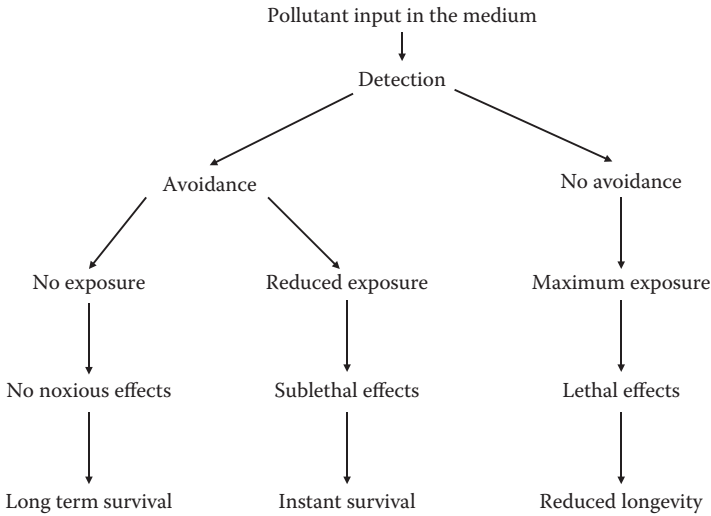 Pollutant input in the medium
Detection
Avoidance
No avoidance
No exposure
Reduced exposure
Maximum exposure
No noxious effects
Sublethal effects
Lethal effects
Long term survival
Instant survival
Reduced longevity